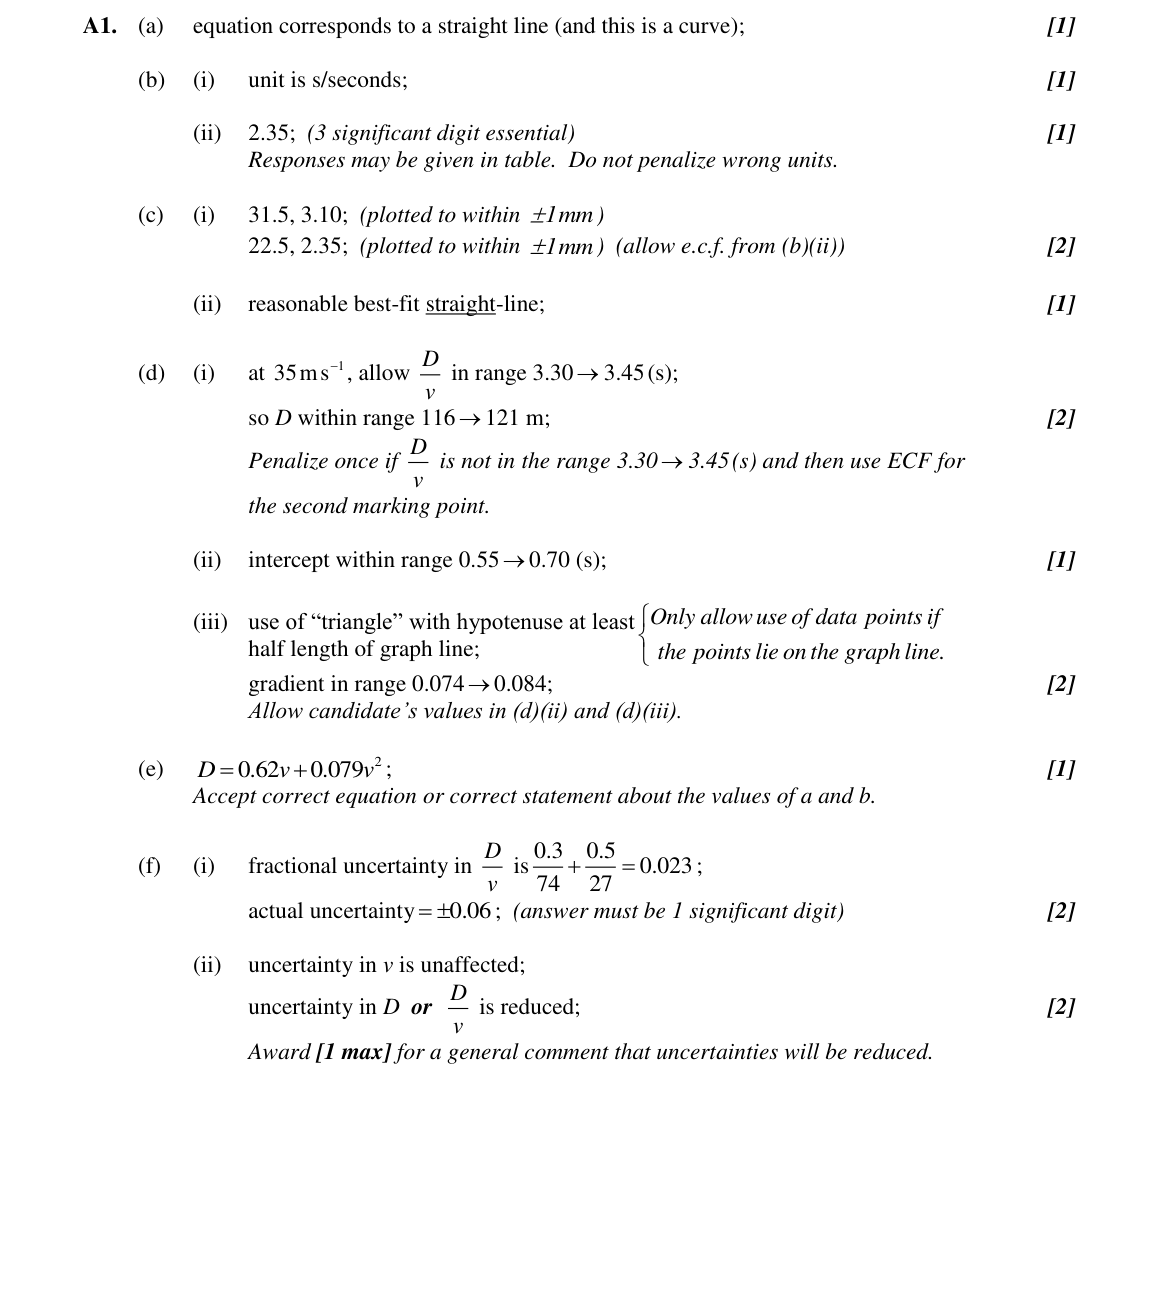 A1. (a) equation corresponds to a straight line (and this is a curve); [1]
(b) (i) unit is s/seconds; [1]
(ii) 2.35; (3 significant digit essential) [1]
Responses may be given in table. Do not penalize wrong units.
(c) (i) 31.5, 3.10; (plotted to within ±1mm)
22.5, 2.35; (plotted to within ±1mm) (allow e.c.f. from (b)(ii)) [2]
(ii) reasonable best-fit straight-line; [1]
(d) (i) at 35 m s⁻¹, allow D/v in range 3.30 → 3.45 (s);
so D within range 116 → 121 m; [2]
Penalize once if D/v is not in the range 3.30 → 3.45 (s) and then use ECF for
the second marking point.
(ii) intercept within range 0.55 → 0.70 (s); [1]
(iii) use of “triangle” with hypotenuse at least { Only allow use of data points if
half length of graph line; the points lie on the graph line.
gradient in range 0.074 → 0.084; [2]
Allow candidate’s values in (d)(ii) and (d)(iii).
(e) D = 0.62v + 0.079v²; [1]
Accept correct equation or correct statement about the values of a and b.
(f) (i) fractional uncertainty in D/v is 0.3/74 + 0.5/27 = 0.023;
actual uncertainty = ±0.06; (answer must be 1 significant digit) [2]
(ii) uncertainty in v is unaffected;
uncertainty in D or D/v is reduced; [2]
Award [1 max] for a general comment that uncertainties will be reduced.